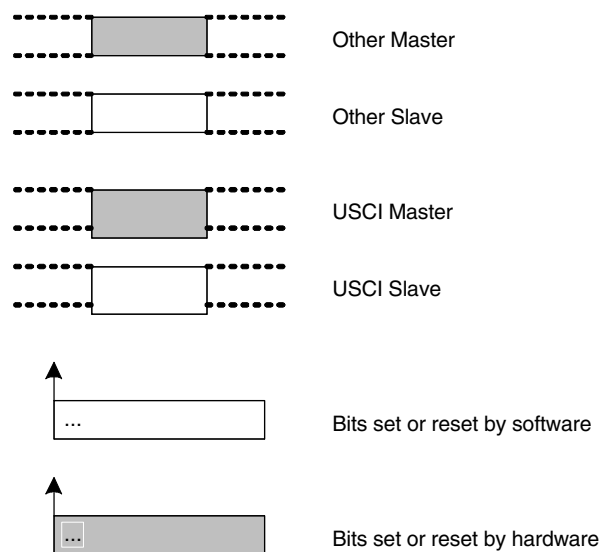 Other Master
Other Slave
USCI Master
USCI Slave
...
Bits set or reset by software
...
Bits set or reset by hardware